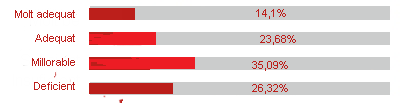 Molt adequat 14,1%
Adequat 23,68%
Millorable 35,09%
Deficient 26,32%